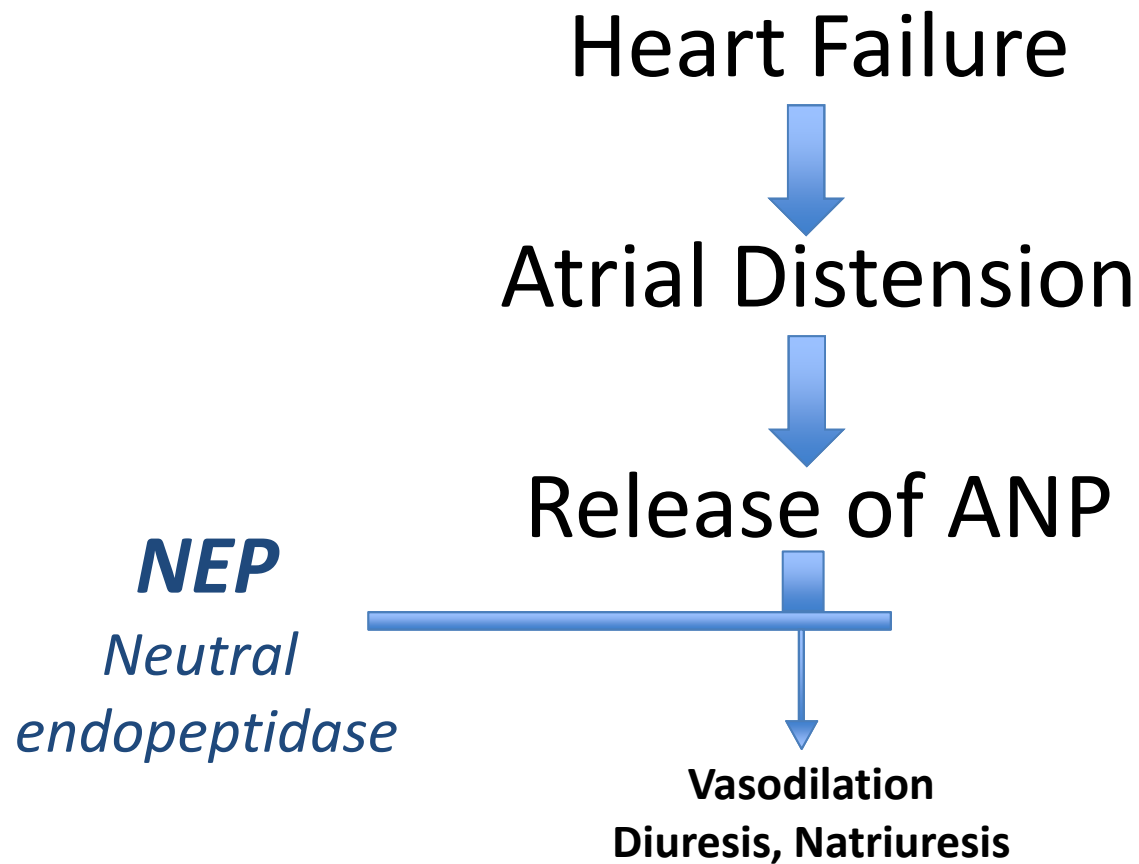 Heart Failure
Atrial Distension
Release of ANP
NEP
Neutral
endopeptidase
Vasodilation
Diuresis, Natriuresis